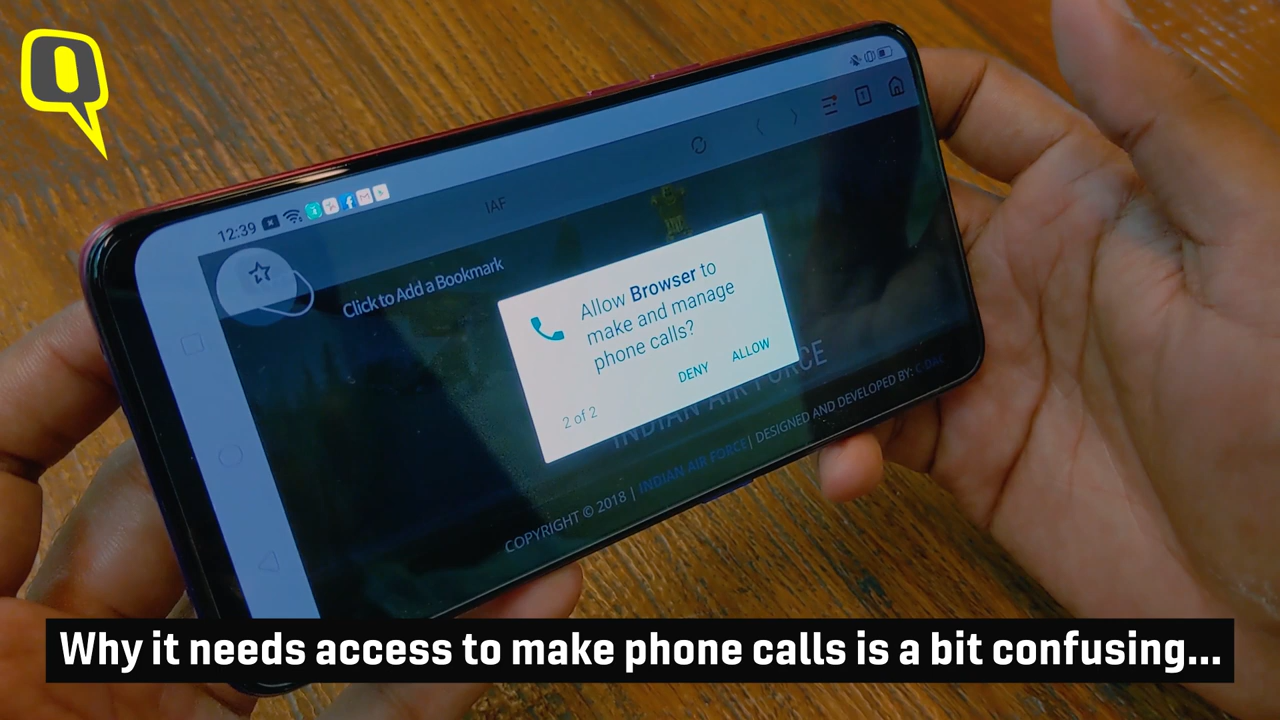 12:39
IAF
Click to Add a Bookmark
Allow Browser to
make and manage
phone calls?
DENY ALLOW
2 of 2
INDIAN AIR FORCE
COPYRIGHT © 2018 | INDIAN AIR FORCE | DESIGNED AND DEVELOPED BY:
Why it needs access to make phone calls is a bit confusing...